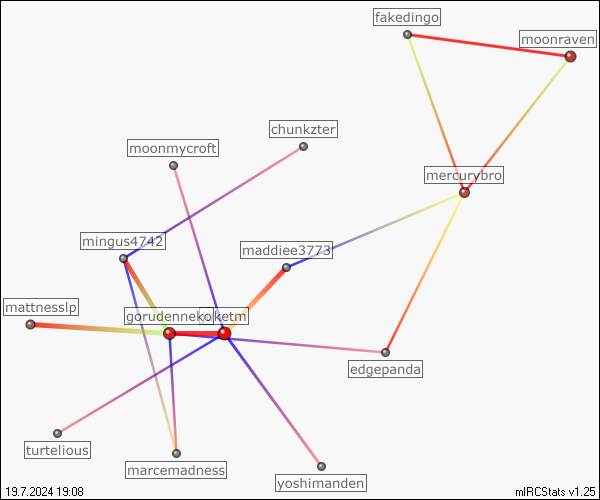 fakedingo
moonraven
chunkzter
moonmycroft
mercurybro
mingus4742
maddiee3773
mattnesslp
gorudenneko
edgepanda
turtelious
marcemadness
yoshimanden
19.7.2024 19:08
mIRCStats v1.25